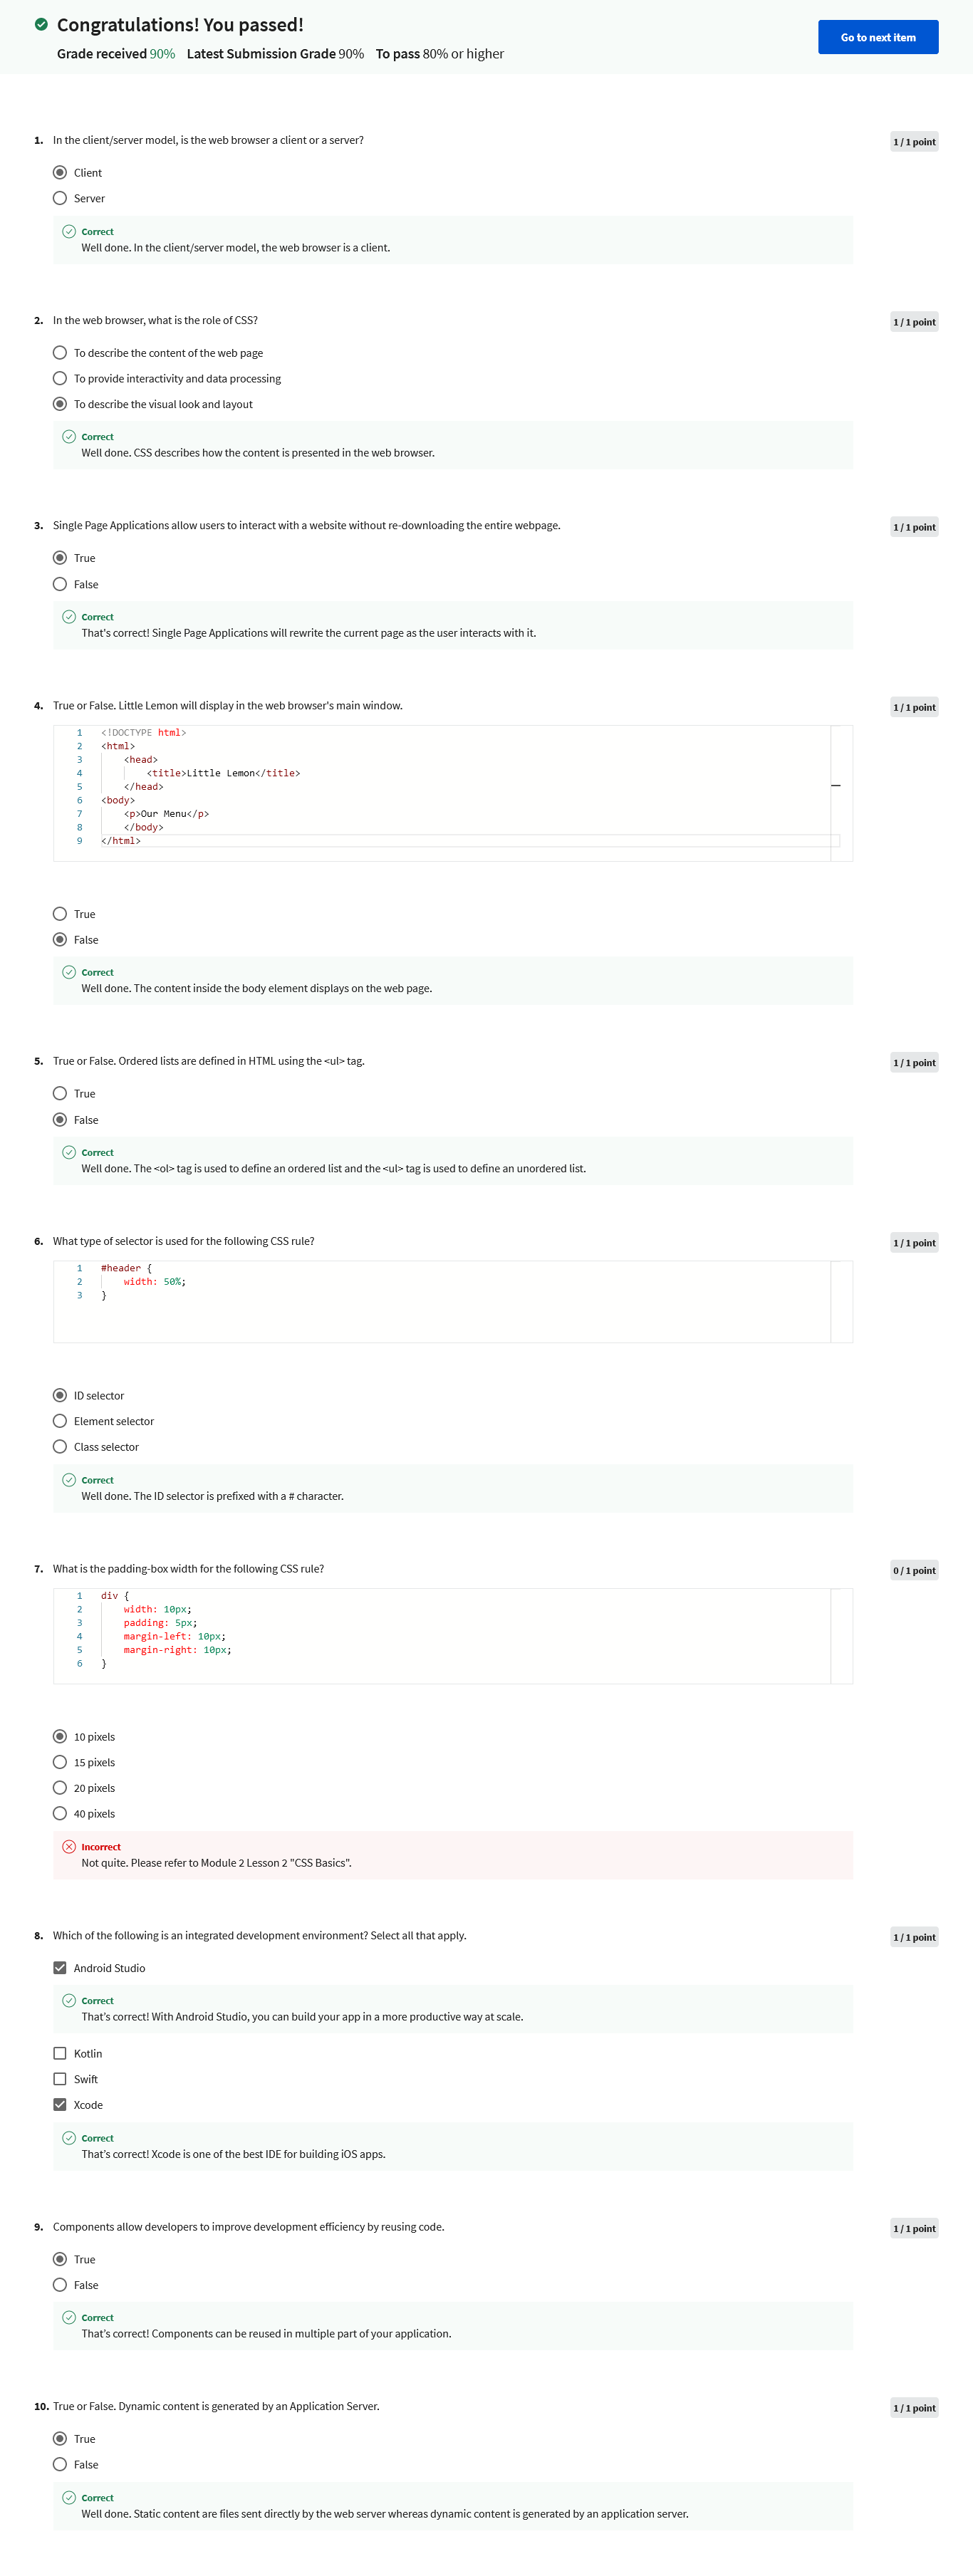 Congratulations! You passed!
Grade received 90% Latest Submission Grade 90% To pass 80% or higher
Go to next item
1. In the client/server model, is the web browser a client or a server?
1 / 1 point
Client
Server
Correct
Well done. In the client/server model, the web browser is a client.
2. In the web browser, what is the role of CSS?
1 / 1 point
To describe the content of the web page
To provide interactivity and data processing
To describe the visual look and layout
Correct
Well done. CSS describes how the content is presented in the web browser.
3. Single Page Applications allow users to interact with a website without re-downloading the entire webpage.
1 / 1 point
True
False
Correct
That's correct! Single Page Applications will rewrite the current page as the user interacts with it.
4. True or False. Little Lemon will display in the web browser's main window.
1 / 1 point
1 <!DOCTYPE html>
2 <html>
3 <head>
4 <title>Little Lemon</title>
5 </head>
6 <body>
7 <p>Our Menu</p>
8 </body>
9 </html>
True
False
Correct
Well done. The content inside the body element displays on the web page.
5. True or False. Ordered lists are defined in HTML using the <ul> tag.
1 / 1 point
True
False
Correct
Well done. The <ol> tag is used to define an ordered list and the <ul> tag is used to define an unordered list.
6. What type of selector is used for the following CSS rule?
1 / 1 point
1 #header {
2 width: 50%;
3 }
ID selector
Element selector
Class selector
Correct
Well done. The ID selector is prefixed with a # character.
7. What is the padding-box width for the following CSS rule?
0 / 1 point
1 div {
2 width: 10px;
3 padding: 5px;
4 margin-left: 10px;
5 margin-right: 10px;
6 }
10 pixels
15 pixels
20 pixels
40 pixels
Incorrect
Not quite. Please refer to Module 2 Lesson 2 "CSS Basics".
8. Which of the following is an integrated development environment? Select all that apply.
1 / 1 point
Android Studio
Correct
That's correct! With Android Studio, you can build your app in a more productive way at scale.
Kotlin
Swift
Xcode
Correct
That's correct! Xcode is one of the best IDE for building iOS apps.
9. Components allow developers to improve development efficiency by reusing code.
1 / 1 point
True
False
Correct
That's correct! Components can be reused in multiple part of your application.
10. True or False. Dynamic content is generated by an Application Server.
1 / 1 point
True
False
Correct
Well done. Static content are files sent directly by the web server whereas dynamic content is generated by an application server.